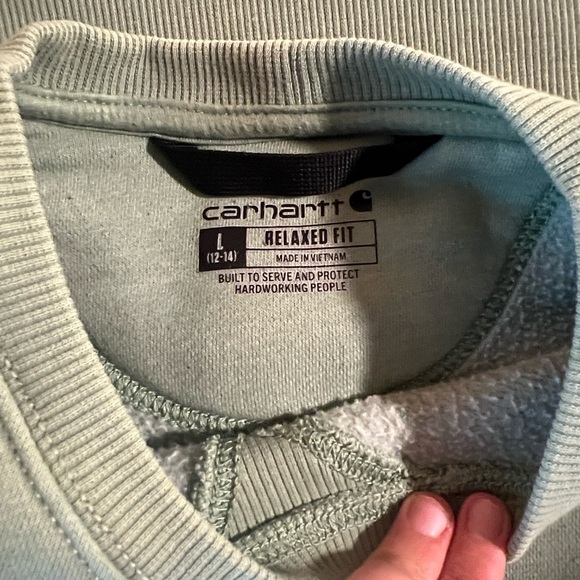 carhartt
L RELAXED FIT
(12-14) MADE IN VIETNAM
BUILT TO SERVE AND PROTECT
HARDWORKING PEOPLE